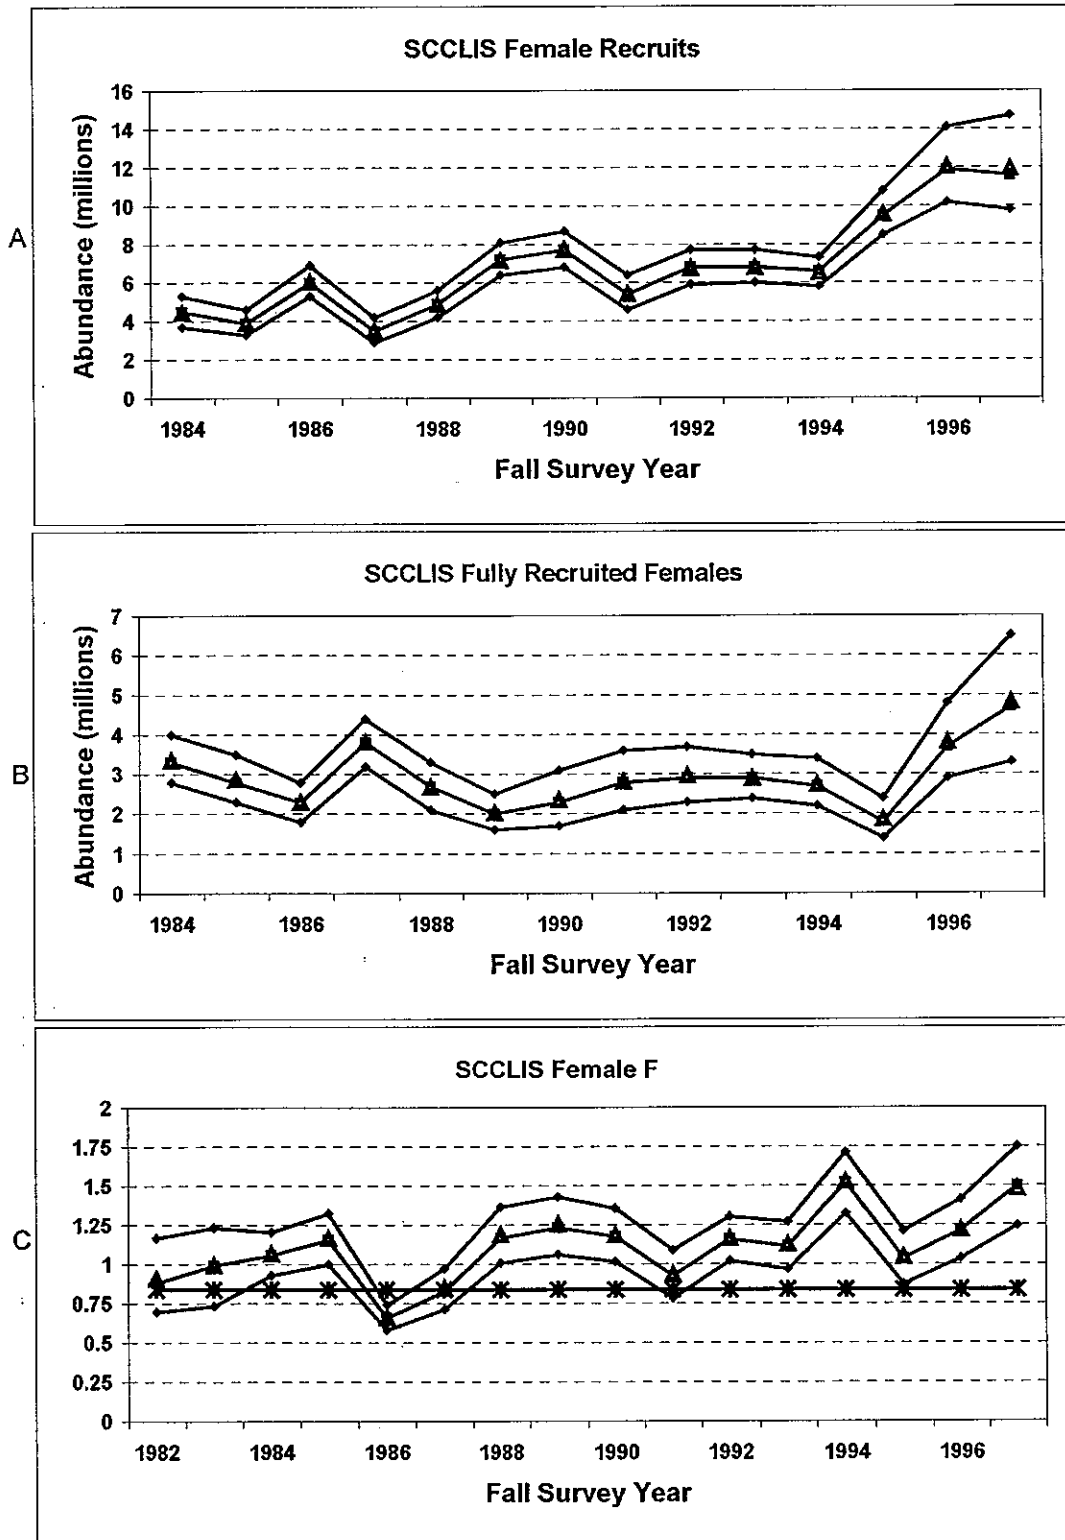 A
SCCLIS Female Recruits
Abundance (millions)
16
14
12
10
8
6
4
2
0
1984 1986 1988 1990 1992 1994 1996
Fall Survey Year
B
SCCLIS Fully Recruited Females
Abundance (millions)
7
6
5
4
3
2
1
0
1984 1986 1988 1990 1992 1994 1996
Fall Survey Year
C
SCCLIS Female F
2
1.75
1.5
1.25
1
0.75
0.5
0.25
0
1982 1984 1986 1988 1990 1992 1994 1996
Fall Survey Year